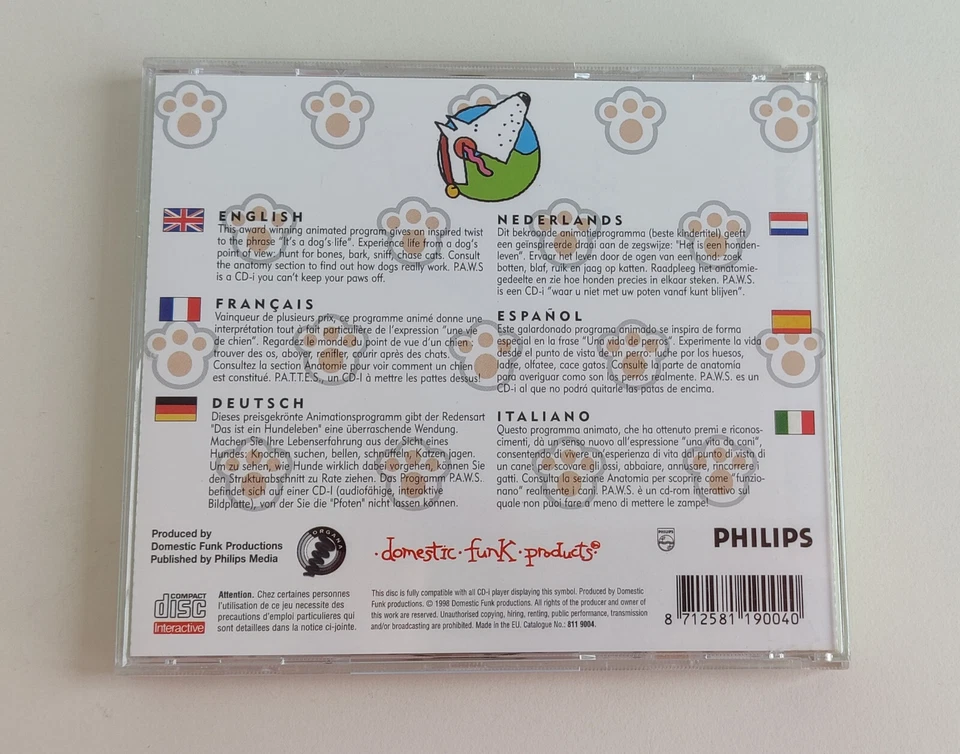 ENGLISH
This award winning animated program gives an inspired twist
to the phrase "It's a dog's life". Experience life from a dog's
point of view: hunt for bones, bark, sniff, chase cats. Consult
the anatomy section to find out how dogs really work. P.A.W.S
is a CD-i you can't keep your paws off.
FRANÇAIS
Vainqueur de plusieurs prix, ce programme animé donne une
interprétation tout à fait particulière de l'expression "une vie
de chien". Regardez le monde du point de vue d'un chien :
trouver des os, aboyer, renifler, courir après des chats.
Consultez la section Anatomie pour voir comment un chien
est constitué. P.A.T.T.E.S., un CD-I à mettre les pattes dessus!
DEUTSCH
Dieses preisgekrönte Animationsprogramm gibt der Redensart
"Das ist ein Hundeleben" eine überraschende Wendung.
Machen Sie Ihre Lebenserfahrung aus der Sicht eines
Hundes. Knochen suchen, bellen, schnüffeln, Katzen jagen.
Um zu sehen, wie Hunde wirklich dabei vorgehen, können Sie
den Anatomieabschnitt zu Rate ziehen. Das Programm P.A.W.S.
befindet sich auf einer CD-I (audiofähige, interaktive
Bildplatte), von der Sie die "Pfoten" nicht lassen können.
NEDERLANDS
Dit bekroonde animatieprogramma (beste kindertitel) geeft
een geïnspireerde draai aan de zegswijze: "Het is een honden-
leven". Ervaar het leven door de ogen van een hond: zoek
botten, blaf, ruik en jaag op katten. Raadpleeg het anatomie-
gedeelte en zie hoe honden precies in elkaar steken. P.A.W.S.
is een CD-i "waar u niet met uw poten vanaf kunt blijven".
ESPAÑOL
Este galardonado programa animado se inspira de forma
especial en la frase "Una vida de perros". Experimente la vida
desde el punto de vista de un perro: luche por los huesos,
ladre, olfatee, cace gatos. Consulte la parte de anatomía
para averiguar como son los perros realmente. P.A.W.S. es un
CD-i al que no podrá quitarle las patas de encima.
ITALIANO
Questo programma animato, che ha ottenuto premi e riconos-
cimenti, dà un senso nuovo all'espressione "una vita da cani",
consentendo l'esperienza di vita dal punto di vista di
un cane: scovare ossi, abbaiare, annusare, cacciare
gatti. Consulta la sezione Anatomia per scoprire come "funzio-
nano" realmente i cani. P.A.W.S. è un cd-rom interattivo sul
quale non puoi fare a meno di mettere le zampe!
Produced by
Domestic Funk Productions
Published by Philips Media
ORGANA
·domestic·funk·products·
PHILIPS
PHILIPS
COMPACT
disc
Interactive
Attention. Chez certaines personnes
l'utilisation de ce jeu necesite des
precautions d'emploi particulieres qui
sont detaillees dans la notice ci-jointe.
This disc is fully compatible with all CD-i player displaying this symbol. Produced by Domestic
Funk productions. © 1998 Domestic Funk productions. All rights of the producer and owner of
this work are reserved. Unauthorised copying, hiring, renting, public performance, transmission
and/or broadcasting are prohibited. Made in the EU. Catalogue No.: 811 9004.
8 712581 190040